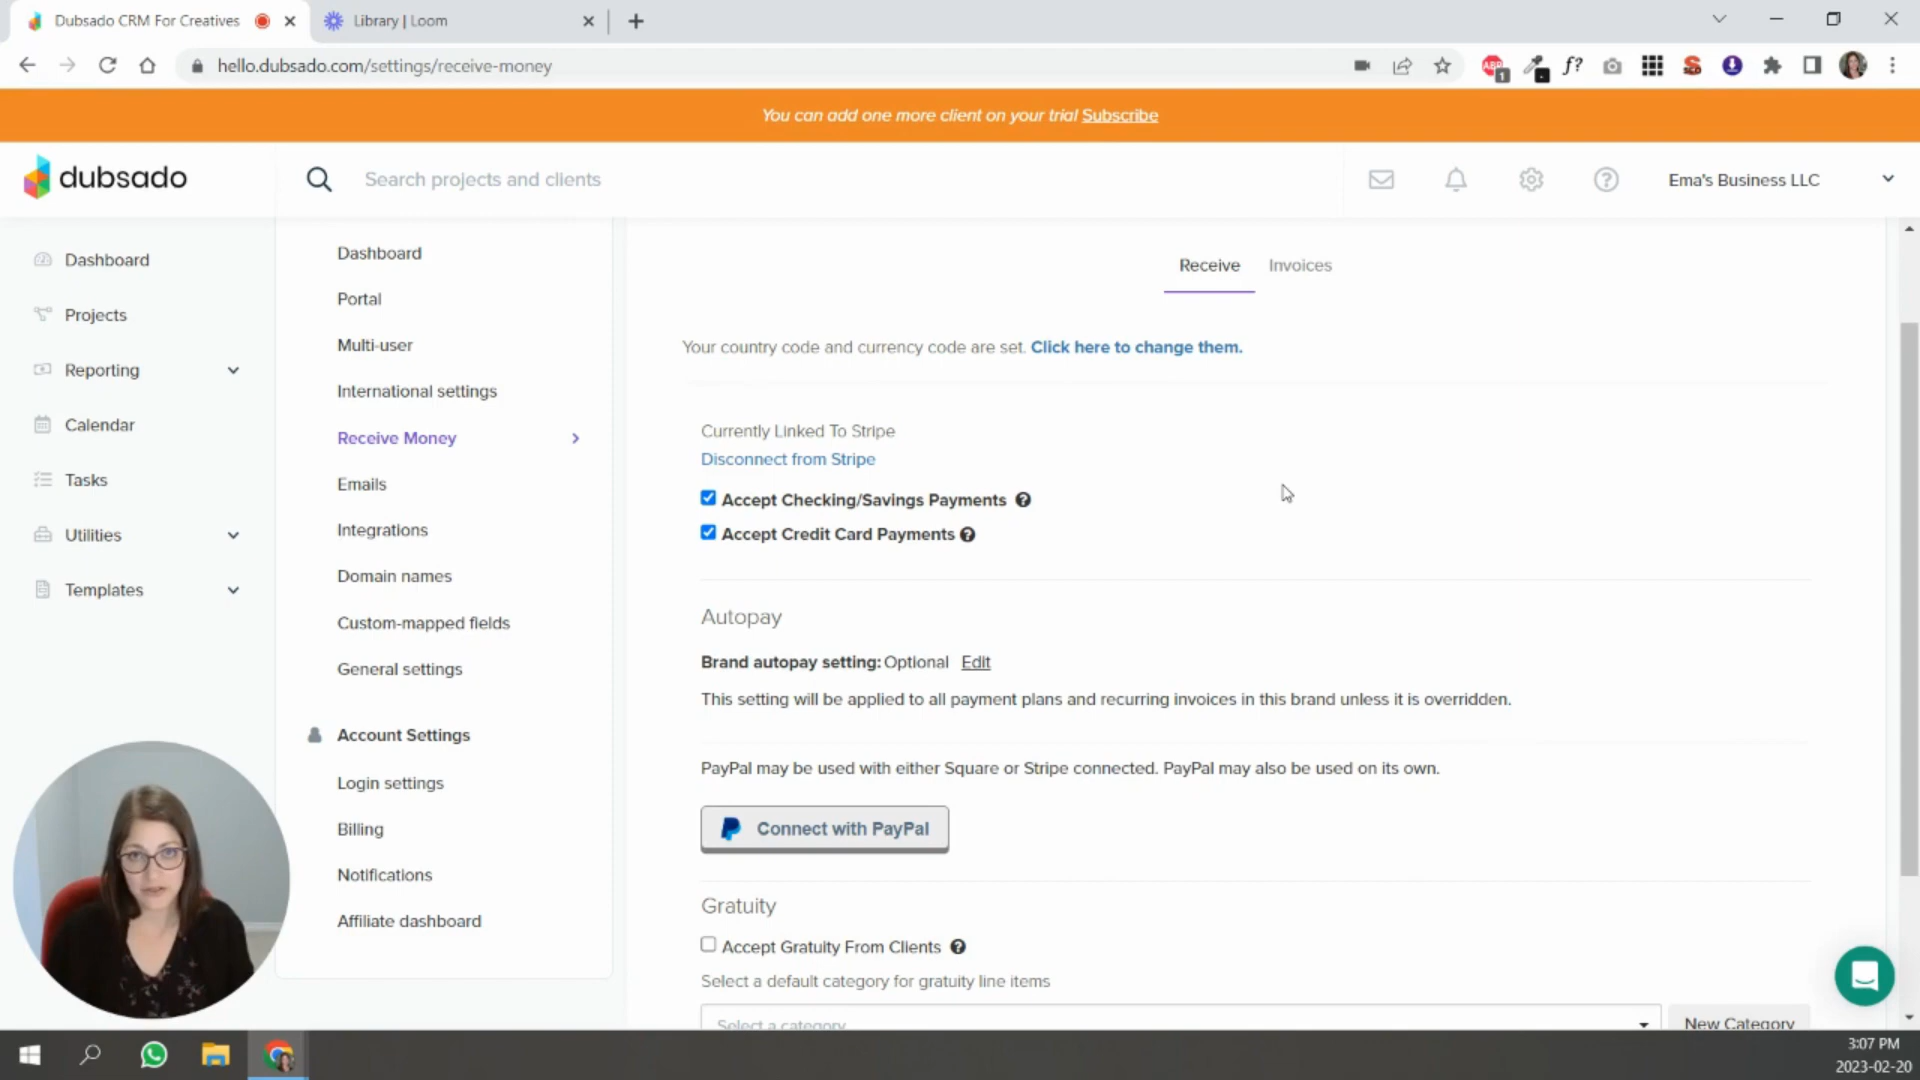 Dubsado CRM For Creatives
Library | Loom
hello.dubsado.com/settings/receive-money
ABP
1
f?
You can add one more client on your trial Subscribe
dubsado
Search projects and clients
Ema's Business LLC
Dashboard
Projects
Reporting
Calendar
Tasks
Utilities
Templates
Dashboard
Portal
Multi-user
International settings
Receive Money
Emails
Integrations
Domain names
Custom-mapped fields
General settings
Account Settings
Login settings
Billing
Notifications
Affiliate dashboard
Receive
Invoices
Your country code and currency code are set. Click here to change them.
Currently Linked To Stripe
Disconnect from Stripe
Accept Checking/Savings Payments ?
Accept Credit Card Payments ?
Autopay
Brand autopay setting: Optional Edit
This setting will be applied to all payment plans and recurring invoices in this brand unless it is overridden.
PayPal may be used with either Square or Stripe connected. PayPal may also be used on its own.
Connect with PayPal
Gratuity
Accept Gratuity From Clients ?
Select a default category for gratuity line items
Select a category
New Category
3:07 PM
2023-02-20